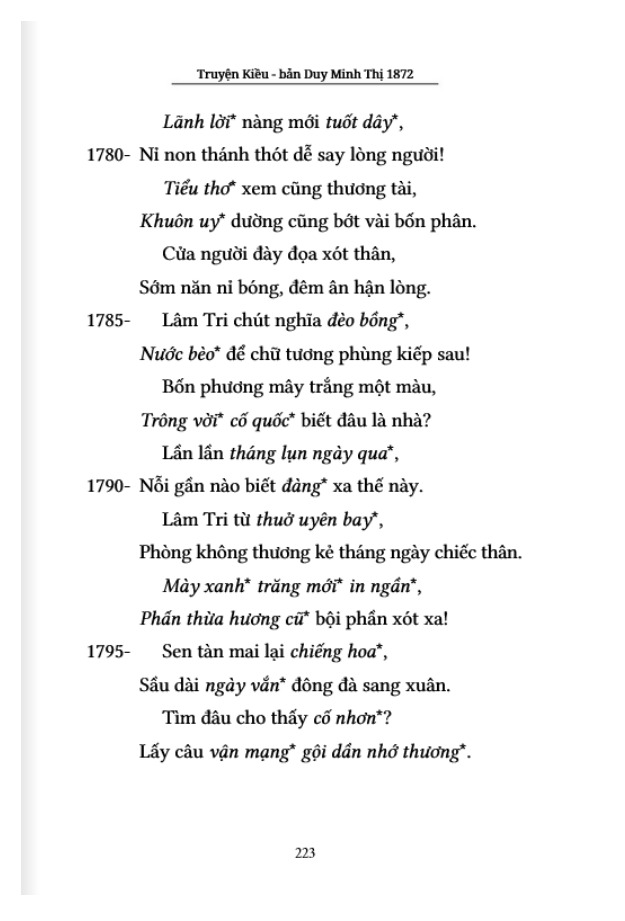 Truyện Kiều - bản Duy Minh Thị 1872
Lãnh lời* nàng mới tuốt dây*,
1780- Nỉ non thánh thót dễ say lòng người!
Tiểu thơ* xem cũng thương tài,
Khuôn uy* dường cũng bớt vài bốn phân.
Cửa người đày đọa xót thân,
Sớm năn nỉ bóng, đêm ân hận lòng.
1785- Lâm Tri chút nghĩa đèo bồng*,
Nước bèo* để chữ tương phùng kiếp sau!
Bốn phương mây trắng một màu,
Trông vời* cố quốc* biết đâu là nhà?
Lần lần tháng lụn ngày qua*,
1790- Nỗi gần nào biết đàng* xa thế này.
Lâm Tri từ thuở uyên bay*,
Phòng không thương kẻ tháng ngày chiếc thân.
Mày xanh* trăng mới* in ngần*,
Phấn thừa hương cũ* bội phần xót xa!
1795- Sen tàn mai lại chiếng hoa*,
Sầu dài ngày vắn* đông đà sang xuân.
Tìm đâu cho thấy cố nhơn*?
Lấy câu vận mạng* gội dần nhớ thương*.
223